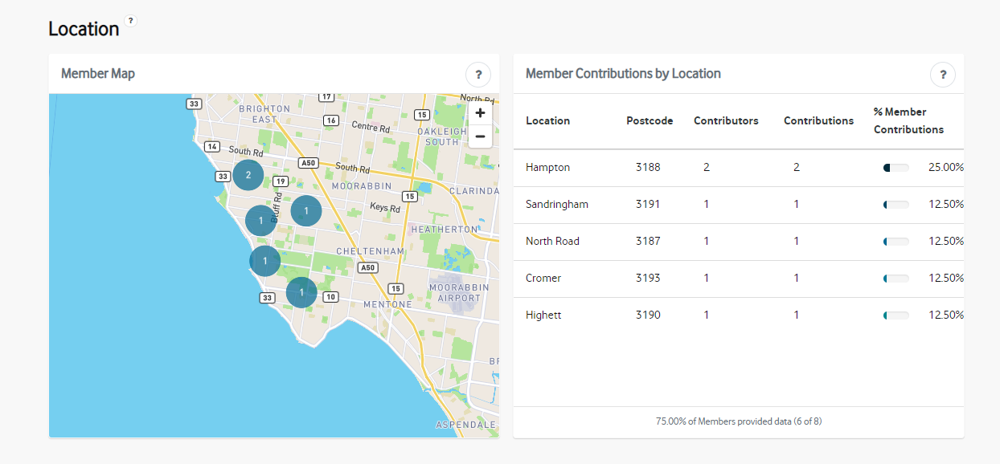 Location ?
Member Map ?
33
17
North Rd
BRIGHTON
EAST
16
Centre Rd
15
OAKLEIGH
SOUTH
+
−
14
South Rd
A50
South Rd
33
2
19
MOORABBIN
15
CLARINDA
Bluff Rd
1
1
Keys Rd
HEATHERTON
1
CHELTENHAM
A50
15
MOORABBIN
AIRPORT
33
1
10
MENTONE
BR
ASPENDALE
Member Contributions by Location ?
Location Postcode Contributors Contributions % Member
Contributions
Hampton 3188 2 2 25.00%
Sandringham 3191 1 1 12.50%
North Road 3187 1 1 12.50%
Cromer 3193 1 1 12.50%
Highett 3190 1 1 12.50%
75.00% of Members provided data (6 of 8)